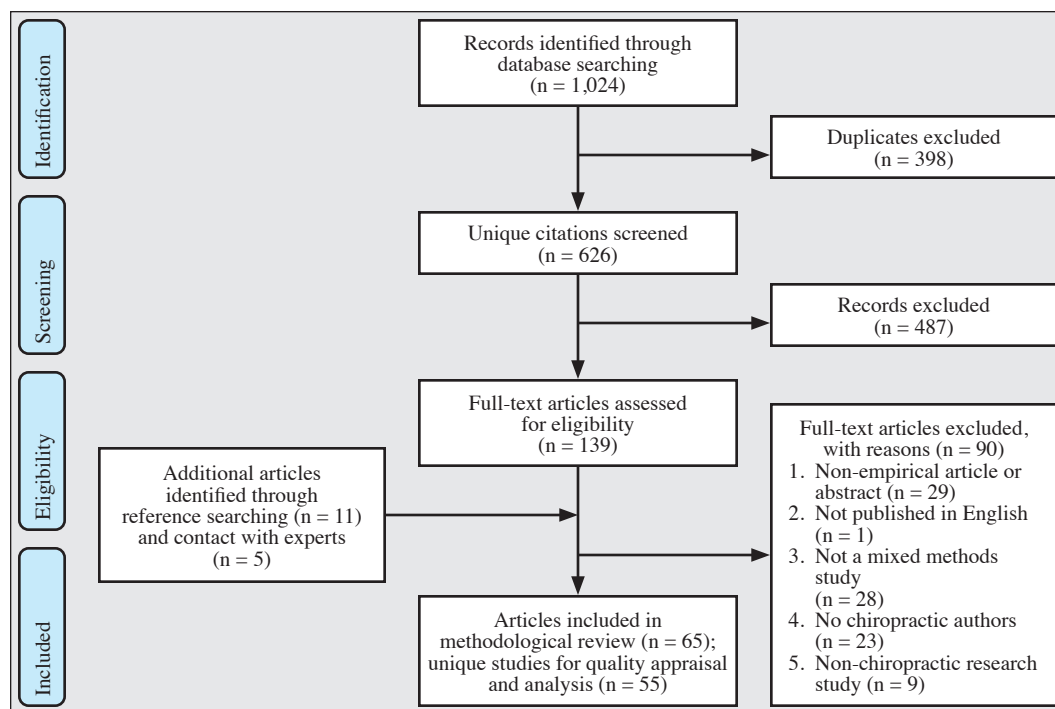 Identification
Records identified through
database searching
(n = 1,024)
Duplicates excluded
(n = 398)
Screening
Unique citations screened
(n = 626)
Records excluded
(n = 487)
Eligibility
Full-text articles assessed
for eligibility
(n = 139)
Additional articles
identified through
reference searching (n = 11)
and contact with experts
(n = 5)
Full-text articles excluded,
with reasons (n = 90)
1. Non-empirical article or
abstract (n = 29)
2. Not published in English
(n = 1)
3. Not a mixed methods
study
(n = 28)
4. No chiropractic authors
(n = 23)
5. Non-chiropractic research
study (n = 9)
Included
Articles included in
methodological review (n = 65);
unique studies for quality appraisal
and analysis (n = 55)